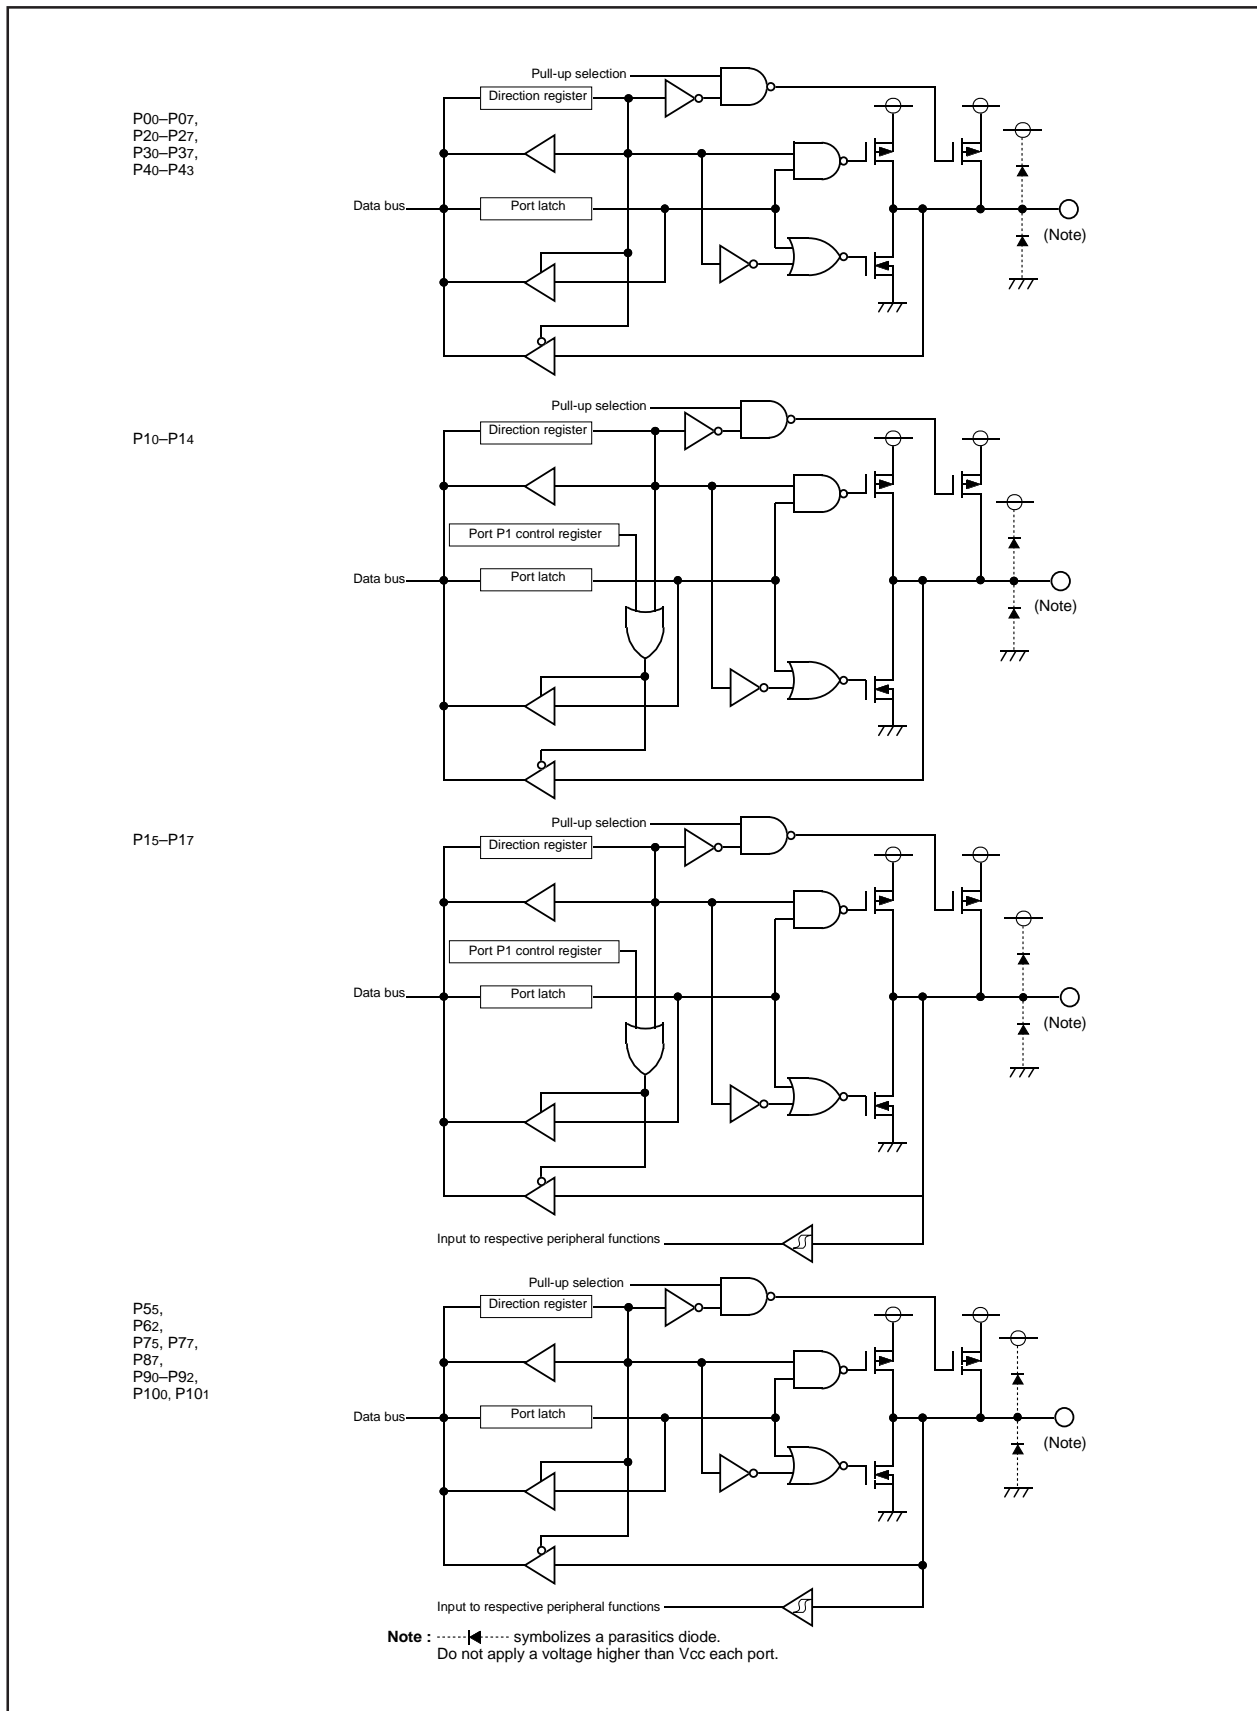 Pull-up selection
Direction register
P00–P07,
P20–P27,
P30–P37,
P40–P43
Data bus
Port latch
(Note)
Pull-up selection
Direction register
P10–P14
Port P1 control register
Data bus
Port latch
(Note)
Pull-up selection
Direction register
P15–P17
Port P1 control register
Data bus
Port latch
(Note)
Input to respective peripheral functions
Pull-up selection
Direction register
P55,
P62,
P75, P77,
P87,
P90–P92,
P100, P101
Data bus
Port latch
(Note)
Input to respective peripheral functions
Note : symbolizes a parasitics diode.
Do not apply a voltage higher than Vcc each port.